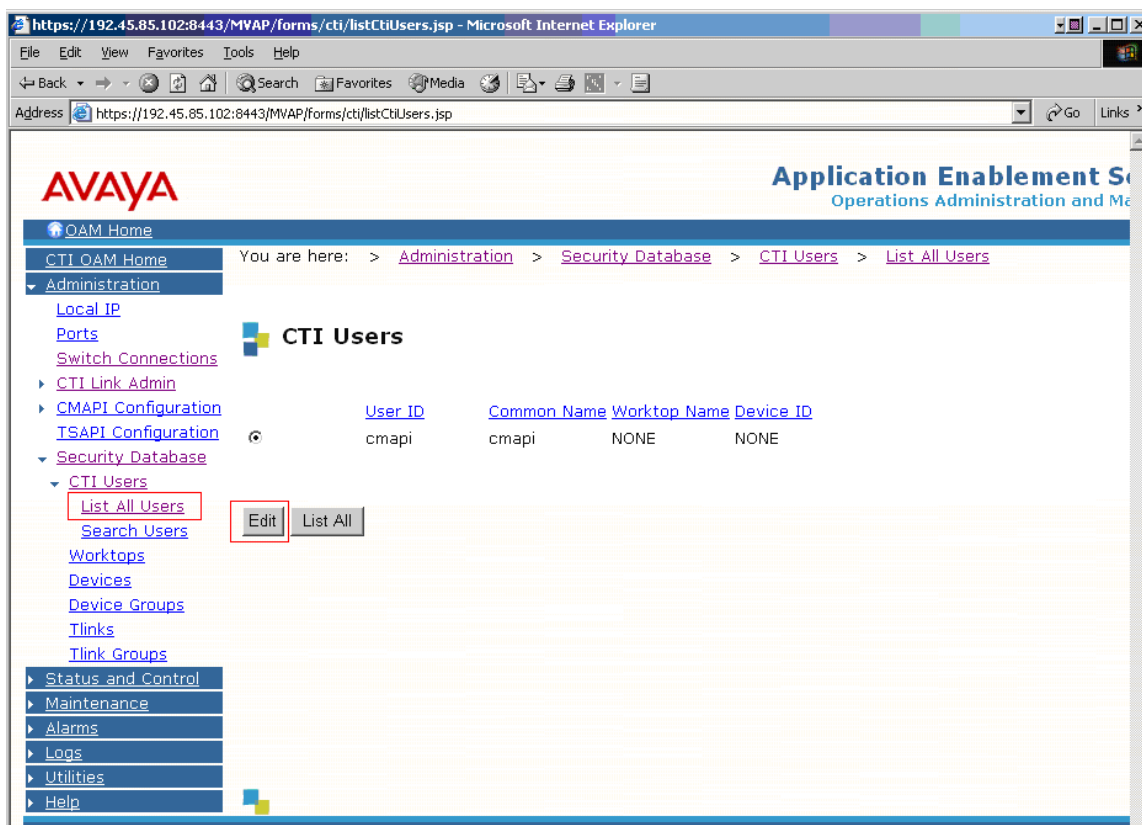 https://192.45.85.102:8443/MVAP/forms/cti/listCtiUsers.jsp - Microsoft Internet Explorer
File Edit View Favorites Tools Help
Back Search Favorites Media
Address https://192.45.85.102:8443/MVAP/forms/cti/listCtiUsers.jsp Go Links
AVAYA
Application Enablement Se
Operations Administration and Ma
OAM Home
CTI OAM Home
You are here: > Administration > Security Database > CTI Users > List All Users
Administration
Local IP
Ports
Switch Connections
CTI Link Admin
CMAPI Configuration
TSAPI Configuration
Security Database
CTI Users
List All Users
Search Users
Worktops
Devices
Device Groups
Tlinks
Tlink Groups
Status and Control
Maintenance
Alarms
Logs
Utilities
Help
CTI Users
User ID Common Name Worktop Name Device ID
cmapi cmapi NONE NONE
Edit List All